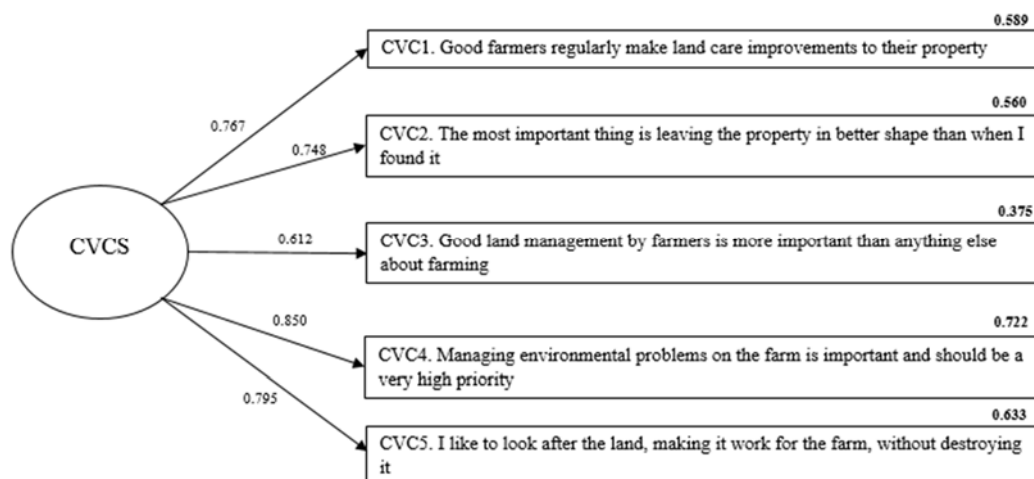 0.589
CVC1. Good farmers regularly make land care improvements to their property
0.767
0.560
CVC2. The most important thing is leaving the property in better shape than when I
found it
0.748
0.375
CVCS
0.612
CVC3. Good land management by farmers is more important than anything else
about farming
0.722
0.850
CVC4. Managing environmental problems on the farm is important and should be a
very high priority
0.795
0.633
CVC5. I like to look after the land, making it work for the farm, without destroying
it